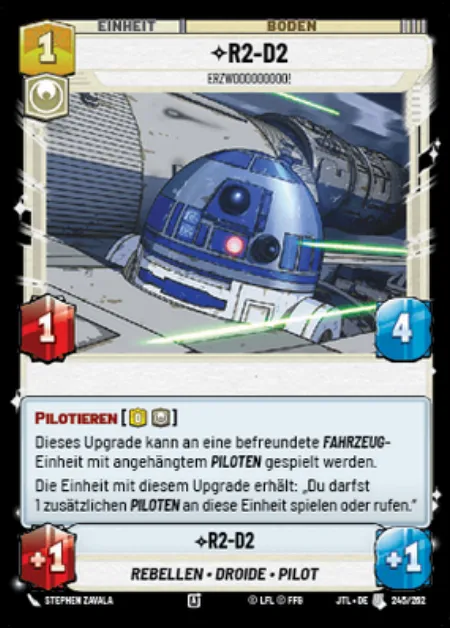 EINHEIT
BODEN
1
R2-D2
ERZWOOOOOOOOO!
1
4
PILOTIEREN [0]
Dieses Upgrade kann an eine befreundete FAHRZEUG-
Einheit mit angehängtem PILOTEN gespielt werden.
Die Einheit mit diesem Upgrade erhält: „Du darfst
1 zusätzlichen PILOTEN an diese Einheit spielen oder rufen."
R2-D2
+1
+1
REBELLEN • DROIDE • PILOT
STEPHEN ZAVALA
© LFL © FFG
JTL • DE
245/262